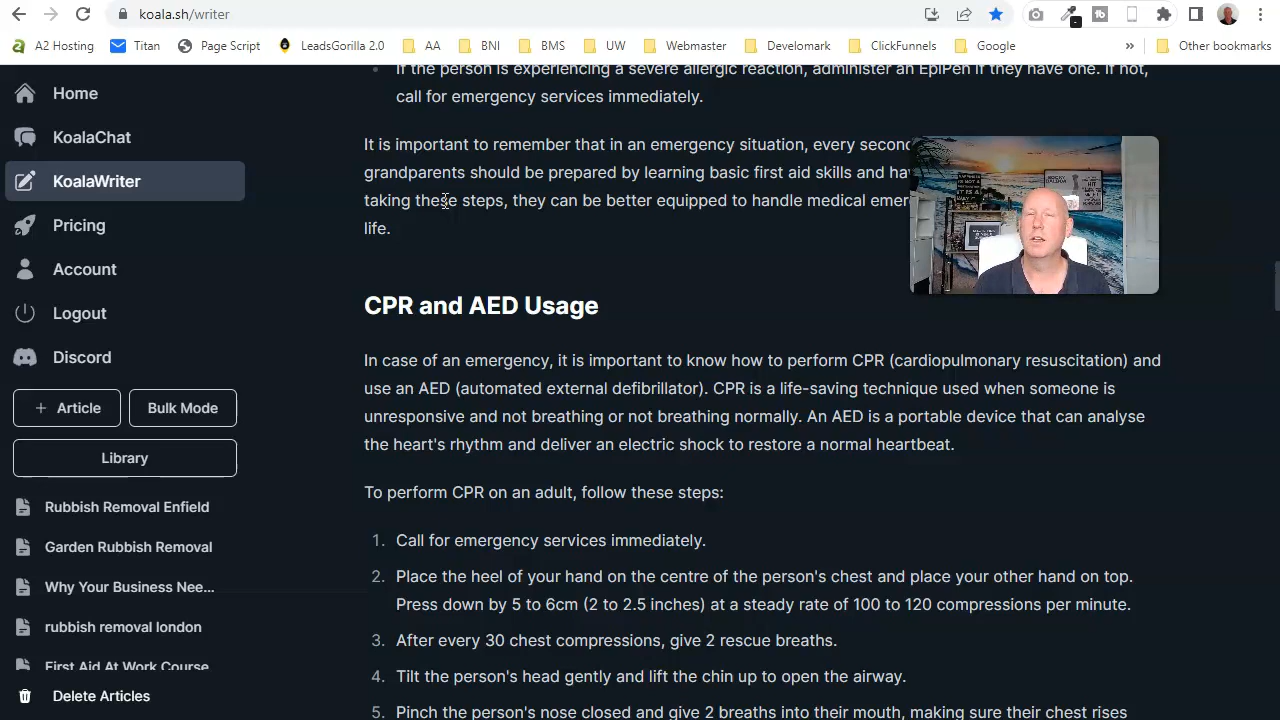 koala.sh/writer
A2 Hosting
Titan
Page Script
LeadsGorilla 2.0
AA
BNI
BMS
UW
Webmaster
Develomark
ClickFunnels
Google
»
Other bookmarks
Home
KoalaChat
KoalaWriter
Pricing
Account
Logout
Discord
+ Article
Bulk Mode
Library
Rubbish Removal Enfield
Garden Rubbish Removal
Why Your Business Nee...
rubbish removal london
First Aid At Work Course
Delete Articles
If the person is experiencing a severe allergic reaction, administer an EpiPen if they have one. If not,
call for emergency services immediately.
It is important to remember that in an emergency situation, every
grandparents should be prepared by learning basic first aid skills and
taking these steps, they can be better equipped to handle medical
life.
CPR and AED Usage
In case of an emergency, it is important to know how to perform CPR (cardiopulmonary resuscitation) and
use an AED (automated external defibrillator). CPR is a life-saving technique used when someone is
unresponsive and not breathing or not breathing normally. An AED is a portable device that can analyse
the heart's rhythm and deliver an electric shock to restore a normal heartbeat.
To perform CPR on an adult, follow these steps:
1. Call for emergency services immediately.
2. Place the heel of your hand on the centre of the person's chest and place your other hand on top.
Press down by 5 to 6cm (2 to 2.5 inches) at a steady rate of 100 to 120 compressions per minute.
3. After every 30 chest compressions, give 2 rescue breaths.
4. Tilt the person's head gently and lift the chin up to open the airway.
5. Pinch the person's nose closed and give 2 breaths into their mouth, making sure their chest rises